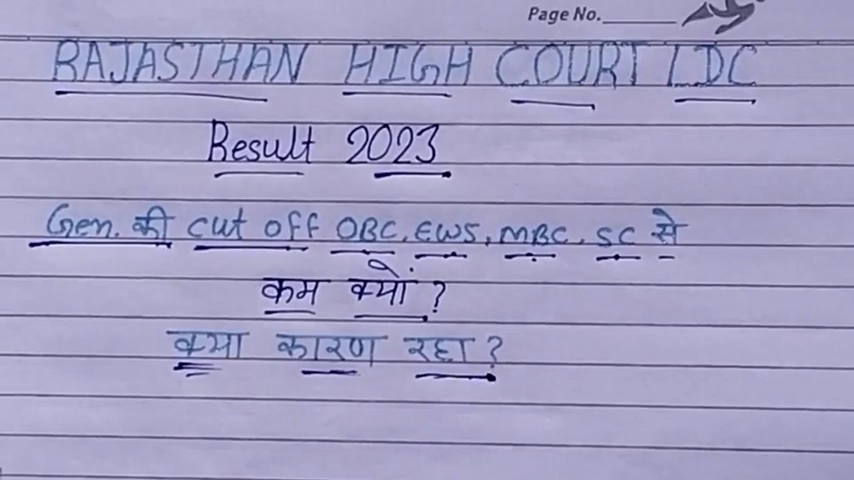 Page No.
RAJASTHAN HIGH COURT LDC
Result 2023
Gen. की cut off OBC, EWS, MBC, SC से
कम क्यों ?
क्या कारण रहा ?